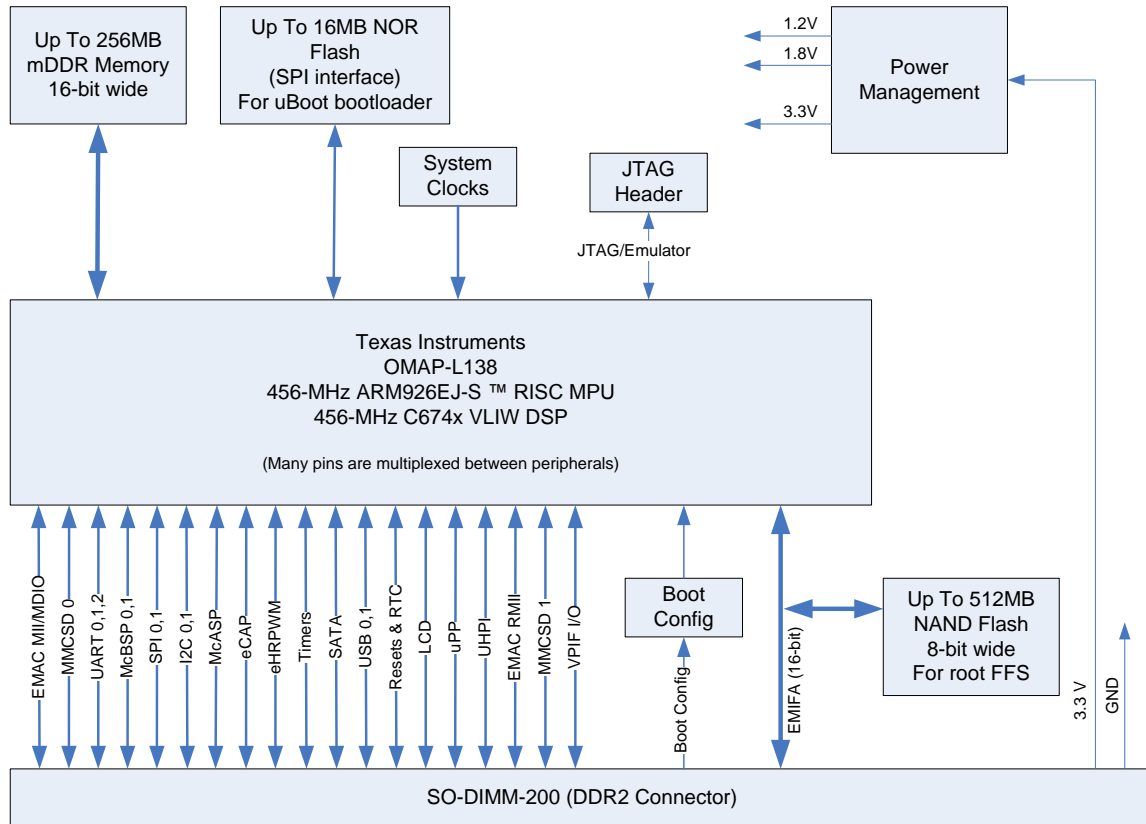 Up To 256MB
mDDR Memory
16-bit wide
Up To 16MB NOR
Flash
(SPI interface)
For uBoot bootloader
1.2V
1.8V
3.3V
Power
Management
System
Clocks
JTAG
Header
JTAG/Emulator
Texas Instruments
OMAP-L138
456-MHz ARM926EJ-S ™ RISC MPU
456-MHz C674x VLIW DSP
(Many pins are multiplexed between peripherals)
EMAC MII/MDIO
MMCSD 0
UART 0,1,2
McBSP 0,1
SPI 0,1
I2C 0,1
McASP
eCAP
eHRPWM
Timers
SATA
USB 0,1
Resets & RTC
LCD
uPP
UHPI
EMAC RMII
MMCSD 1
VPIF I/O
Boot
Config
Boot Config
EMIFA (16-bit)
Up To 512MB
NAND Flash
8-bit wide
For root FFS
3.3 V
GND
SO-DIMM-200 (DDR2 Connector)